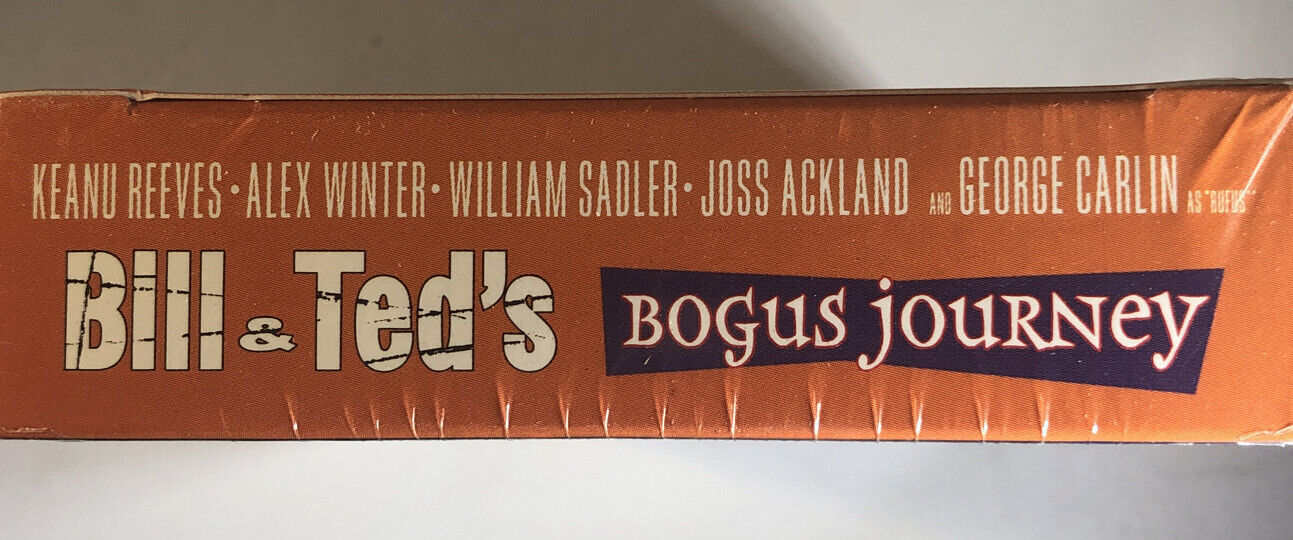 KEANU REEVES • ALEX WINTER • WILLIAM SADLER • JOSS ACKLAND AND GEORGE CARLIN AS "RUFUS"
Bill & Ted's BOGUS JOURNEY